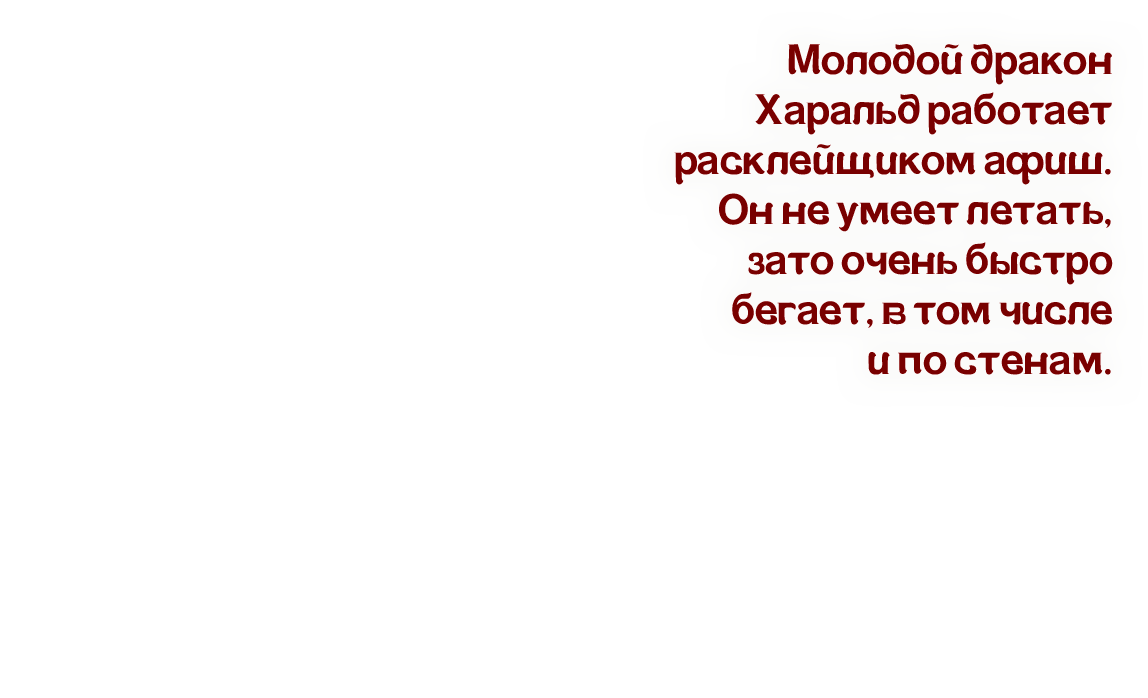 Молодой дракон
Харальд работает
расклейщиком афиш.
Он не умеет летать,
зато очень быстро
бегает, в том числе
и по стенам.